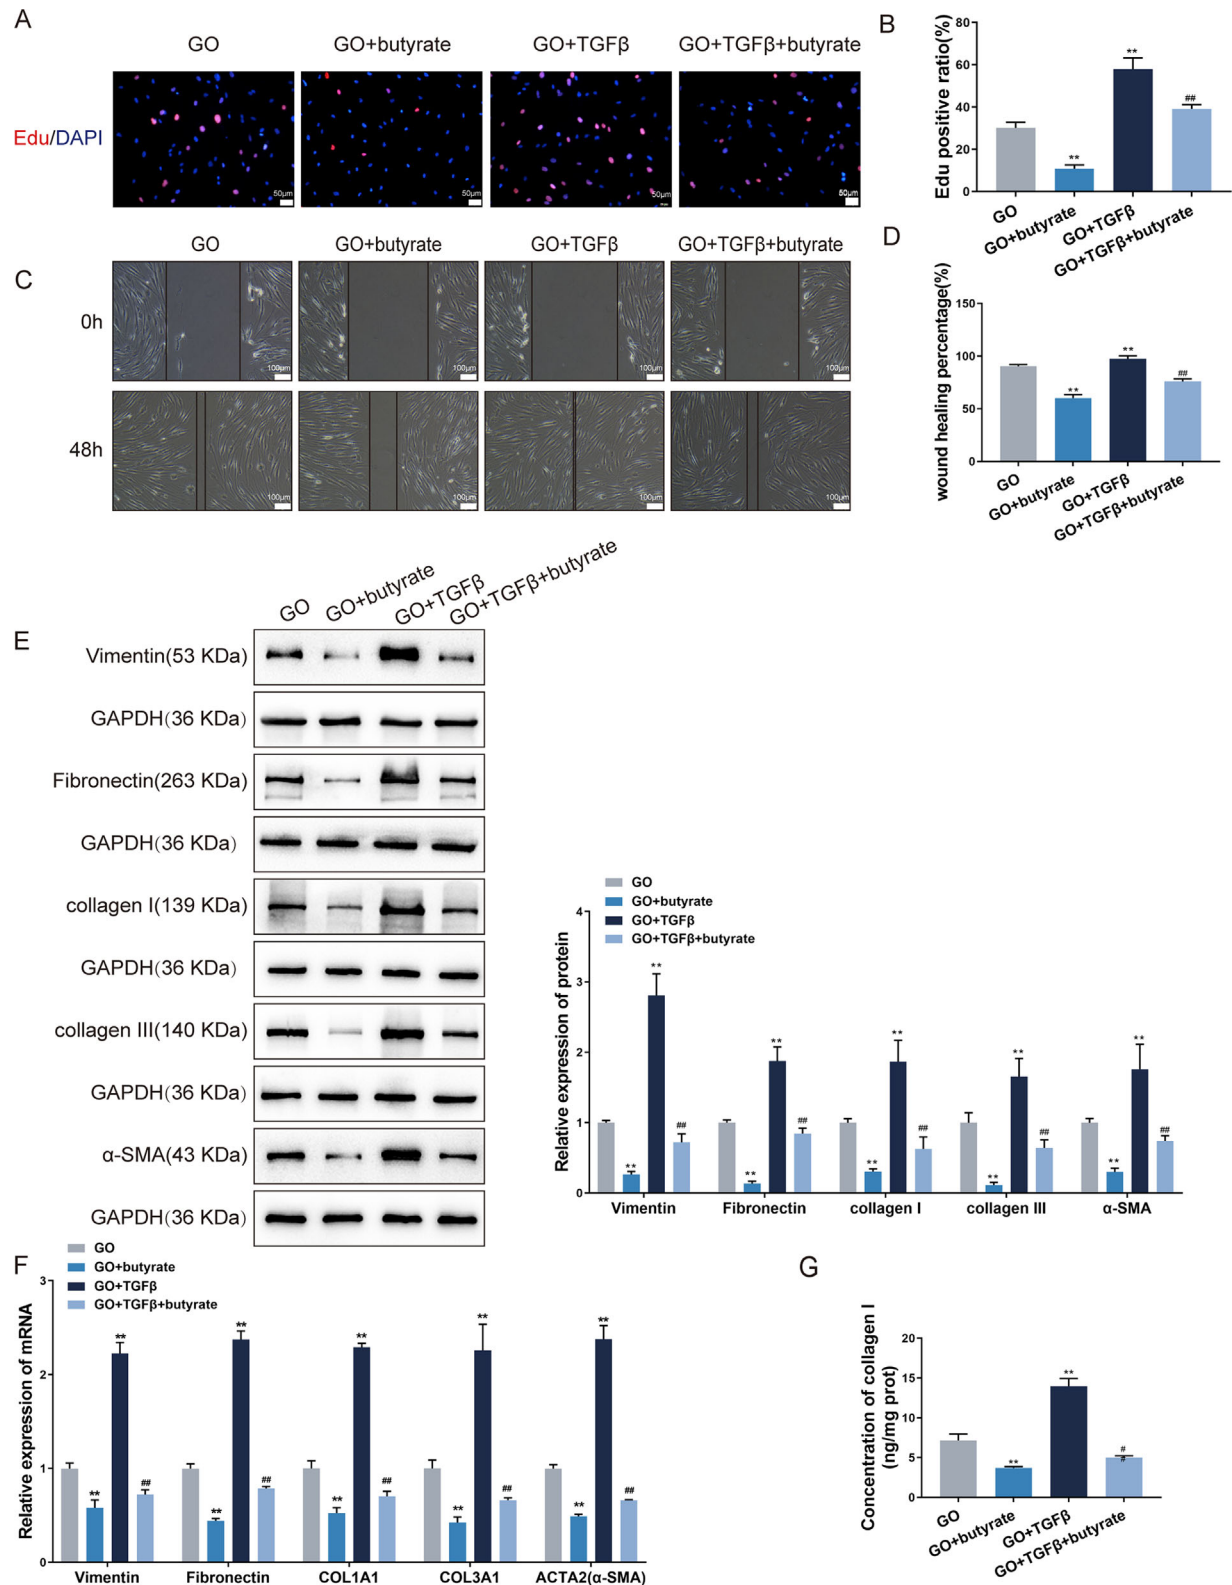 A
GO
GO+butyrate
GO+TGFβ
GO+TGFβ+butyrate
Edu/DAPI
50μm
50μm
50μm
50μm
B
Edu positive ratio(%)
80
60
40
20
0
**
**
##
GO
GO+butyrate
GO+TGFβ
GO+TGFβ+butyrate
C
GO
GO+butyrate
GO+TGFβ
GO+TGFβ+butyrate
0h
100μm
100μm
100μm
100μm
48h
100μm
100μm
100μm
100μm
D
wound healing percentage(%)
150
100
50
0
**
**
##
GO
GO+butyrate
GO+TGFβ
GO+TGFβ+butyrate
E
GO
GO+butyrate
GO+TGFβ
GO+TGFβ+butyrate
Vimentin(53 KDa)
GAPDH(36 KDa)
Fibronectin(263 KDa)
GAPDH(36 KDa)
collagen I(139 KDa)
GAPDH(36 KDa)
collagen III(140 KDa)
GAPDH(36 KDa)
α-SMA(43 KDa)
GAPDH(36 KDa)
GO
GO+butyrate
GO+TGFβ
GO+TGFβ+butyrate
Relative expression of protein
4
3
2
1
0
** ** ##
** ** ##
** ** ##
** ** ##
** ** ##
Vimentin
Fibronectin
collagen I
collagen III
α-SMA
F
GO
GO+butyrate
GO+TGFβ
GO+TGFβ+butyrate
Relative expression of mRNA
3
2
1
0
** ** ##
** ** ##
** ** ##
** ** ##
** ** ##
Vimentin
Fibronectin
COL1A1
COL3A1
ACTA2(α-SMA)
G
Concentration of collagen I
(ng/mg prot)
20
15
10
5
0
**
**
#
#
GO
GO+butyrate
GO+TGFβ
GO+TGFβ+butyrate